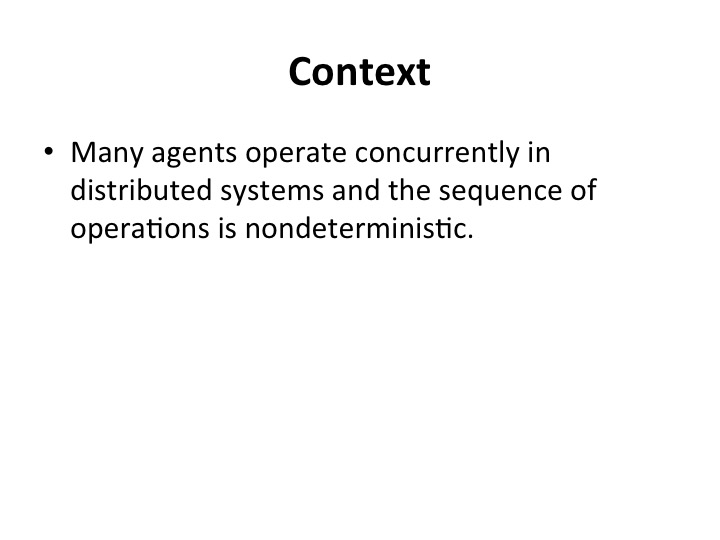 Context
• Many agents operate concurrently in
distributed systems and the sequence of
operations is nondeterministic.